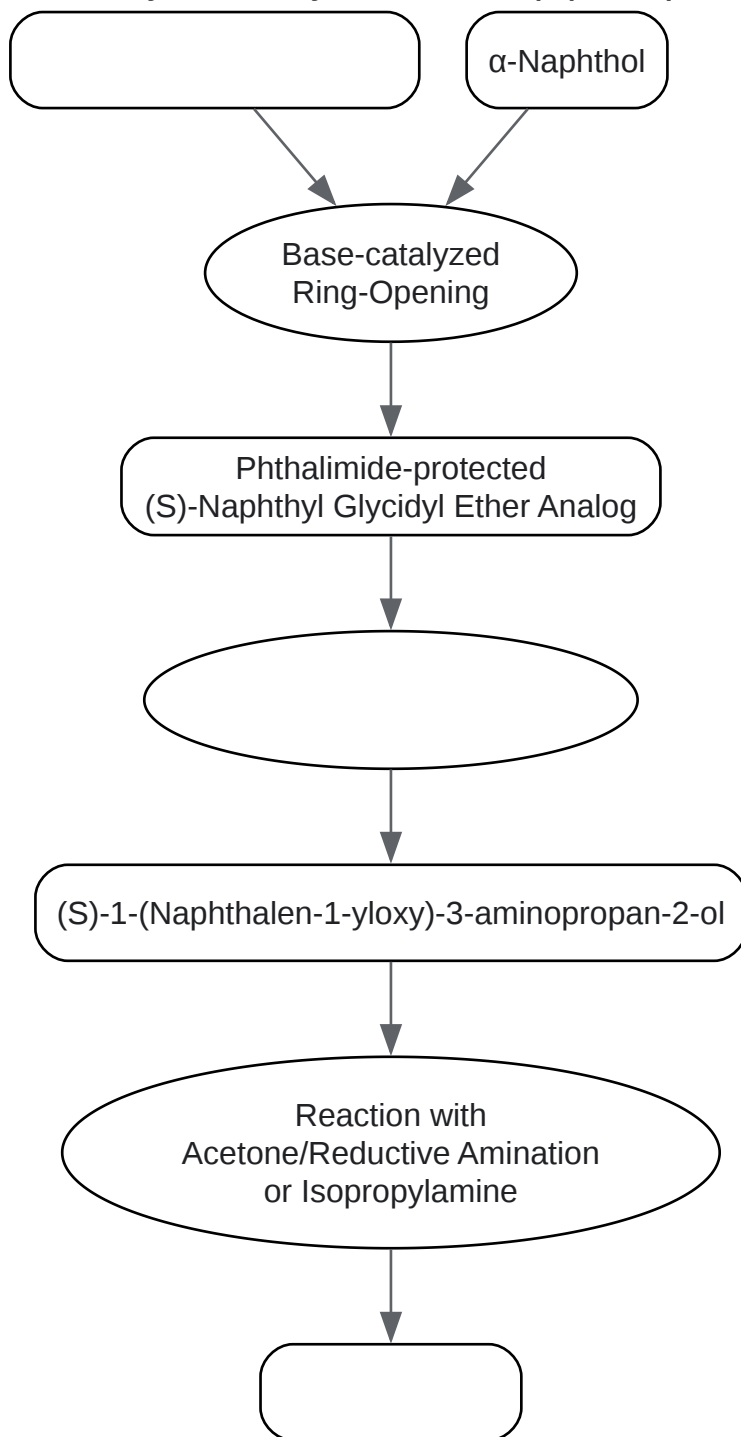 α-Naphthol
Base-catalyzed
Ring-Opening
Phthalimide-protected
(S)-Naphthyl Glycidyl Ether Analog
(S)-1-(Naphthalen-1-yloxy)-3-aminopropan-2-ol
Reaction with
Acetone/Reductive Amination
or Isopropylamine